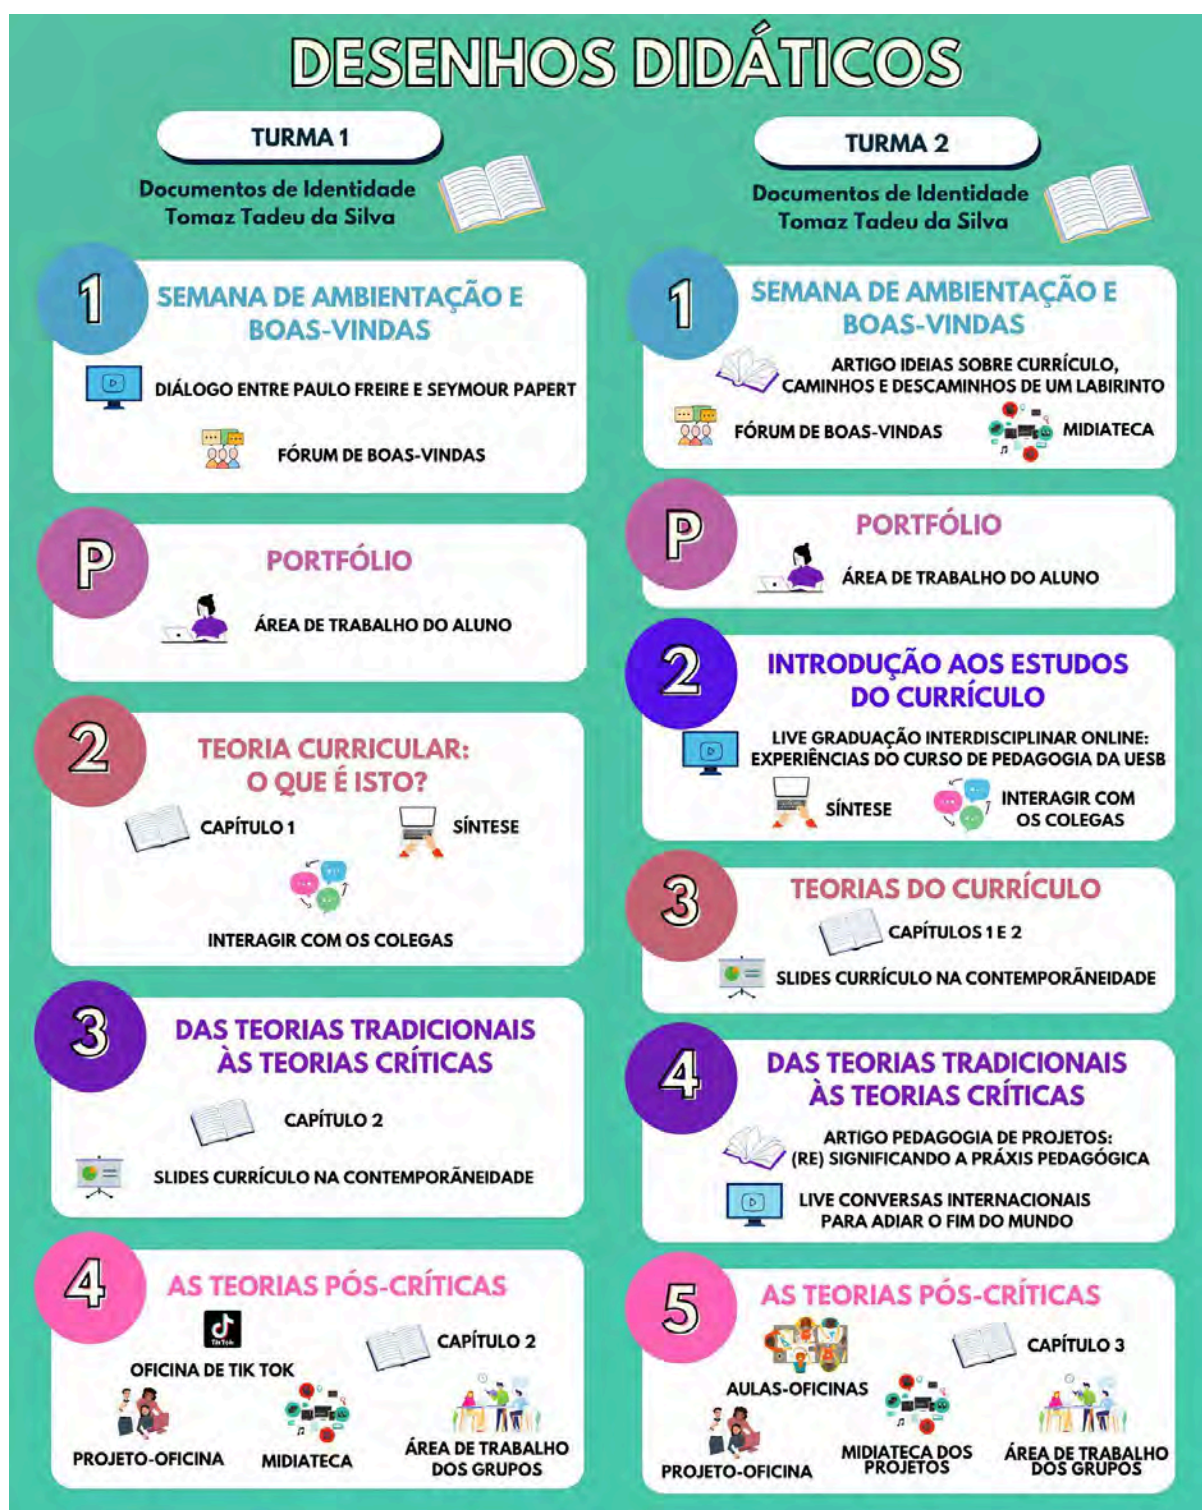 DESENHOS DIDÁTICOS
TURMA 1
Documentos de Identidade
Tomaz Tadeu da Silva
1
SEMANA DE AMBIENTAÇÃO E
BOAS-VINDAS
DIÁLOGO ENTRE PAULO FREIRE E SEYMOUR PAPERT
FÓRUM DE BOAS-VINDAS
P
PORTFÓLIO
ÁREA DE TRABALHO DO ALUNO
2
TEORIA CURRICULAR:
O QUE É ISTO?
CAPÍTULO 1
SÍNTESE
INTERAGIR COM OS COLEGAS
3
DAS TEORIAS TRADICIONAIS
ÀS TEORIAS CRÍTICAS
CAPÍTULO 2
SLIDES CURRÍCULO NA CONTEMPORÃNEIDADE
4
AS TEORIAS PÓS-CRÍTICAS
TikTok
OFICINA DE TIK TOK
CAPÍTULO 2
PROJETO-OFICINA
MIDIATECA
ÁREA DE TRABALHO
DOS GRUPOS
TURMA 2
Documentos de Identidade
Tomaz Tadeu da Silva
1
SEMANA DE AMBIENTAÇÃO E
BOAS-VINDAS
ARTIGO IDEIAS SOBRE CURRÍCULO,
CAMINHOS E DESCAMINHOS DE UM LABIRINTO
FÓRUM DE BOAS-VINDAS
MIDIATECA
P
PORTFÓLIO
ÁREA DE TRABALHO DO ALUNO
2
INTRODUÇÃO AOS ESTUDOS
DO CURRÍCULO
LIVE GRADUAÇÃO INTERDISCIPLINAR ONLINE:
EXPERIÊNCIAS DO CURSO DE PEDAGOGIA DA UESB
SÍNTESE
INTERAGIR COM
OS COLEGAS
3
TEORIAS DO CURRÍCULO
CAPÍTULOS 1 E 2
SLIDES CURRÍCULO NA CONTEMPORÃNEIDADE
4
DAS TEORIAS TRADICIONAIS
ÀS TEORIAS CRÍTICAS
ARTIGO PEDAGOGIA DE PROJETOS:
(RE) SIGNIFICANDO A PRÁXIS PEDAGÓGICA
LIVE CONVERSAS INTERNACIONAIS
PARA ADIAR O FIM DO MUNDO
5
AS TEORIAS PÓS-CRÍTICAS
AULAS-OFICINAS
CAPÍTULO 3
PROJETO-OFICINA
MIDIATECA DOS
PROJETOS
ÁREA DE TRABALHO
DOS GRUPOS